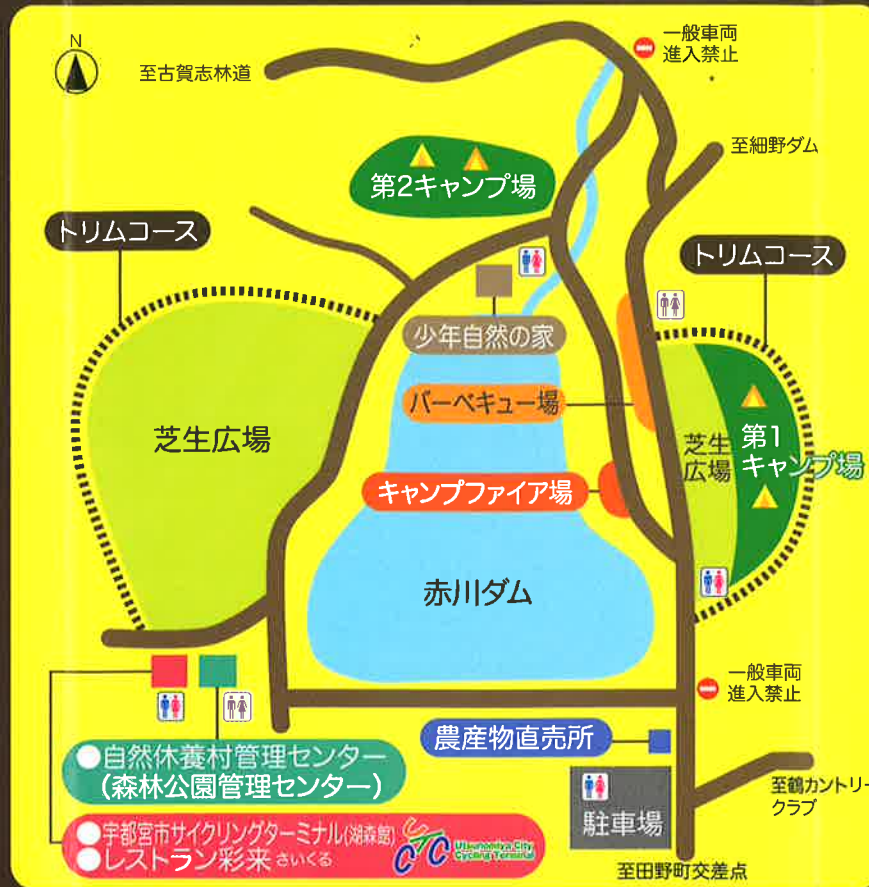 N
一般車両
進入禁止
至古賀志林道
至細野ダム
第2キャンプ場
トリムコース
トリムコース
少年自然の家
バーベキュー場
芝生広場
芝生
広場
第1
キャンプ場
キャンプファイア場
赤川ダム
一般車両
進入禁止
農産物直売所
●自然休養村管理センター
(森林公園管理センター)
至鶴カントリー
クラブ
駐車場
●宇都宮市サイクリングターミナル(湖森館)
●レストラン彩来 さいくる
CTC
Utsunomiya City
Cycling Terminal
至田野町交差点